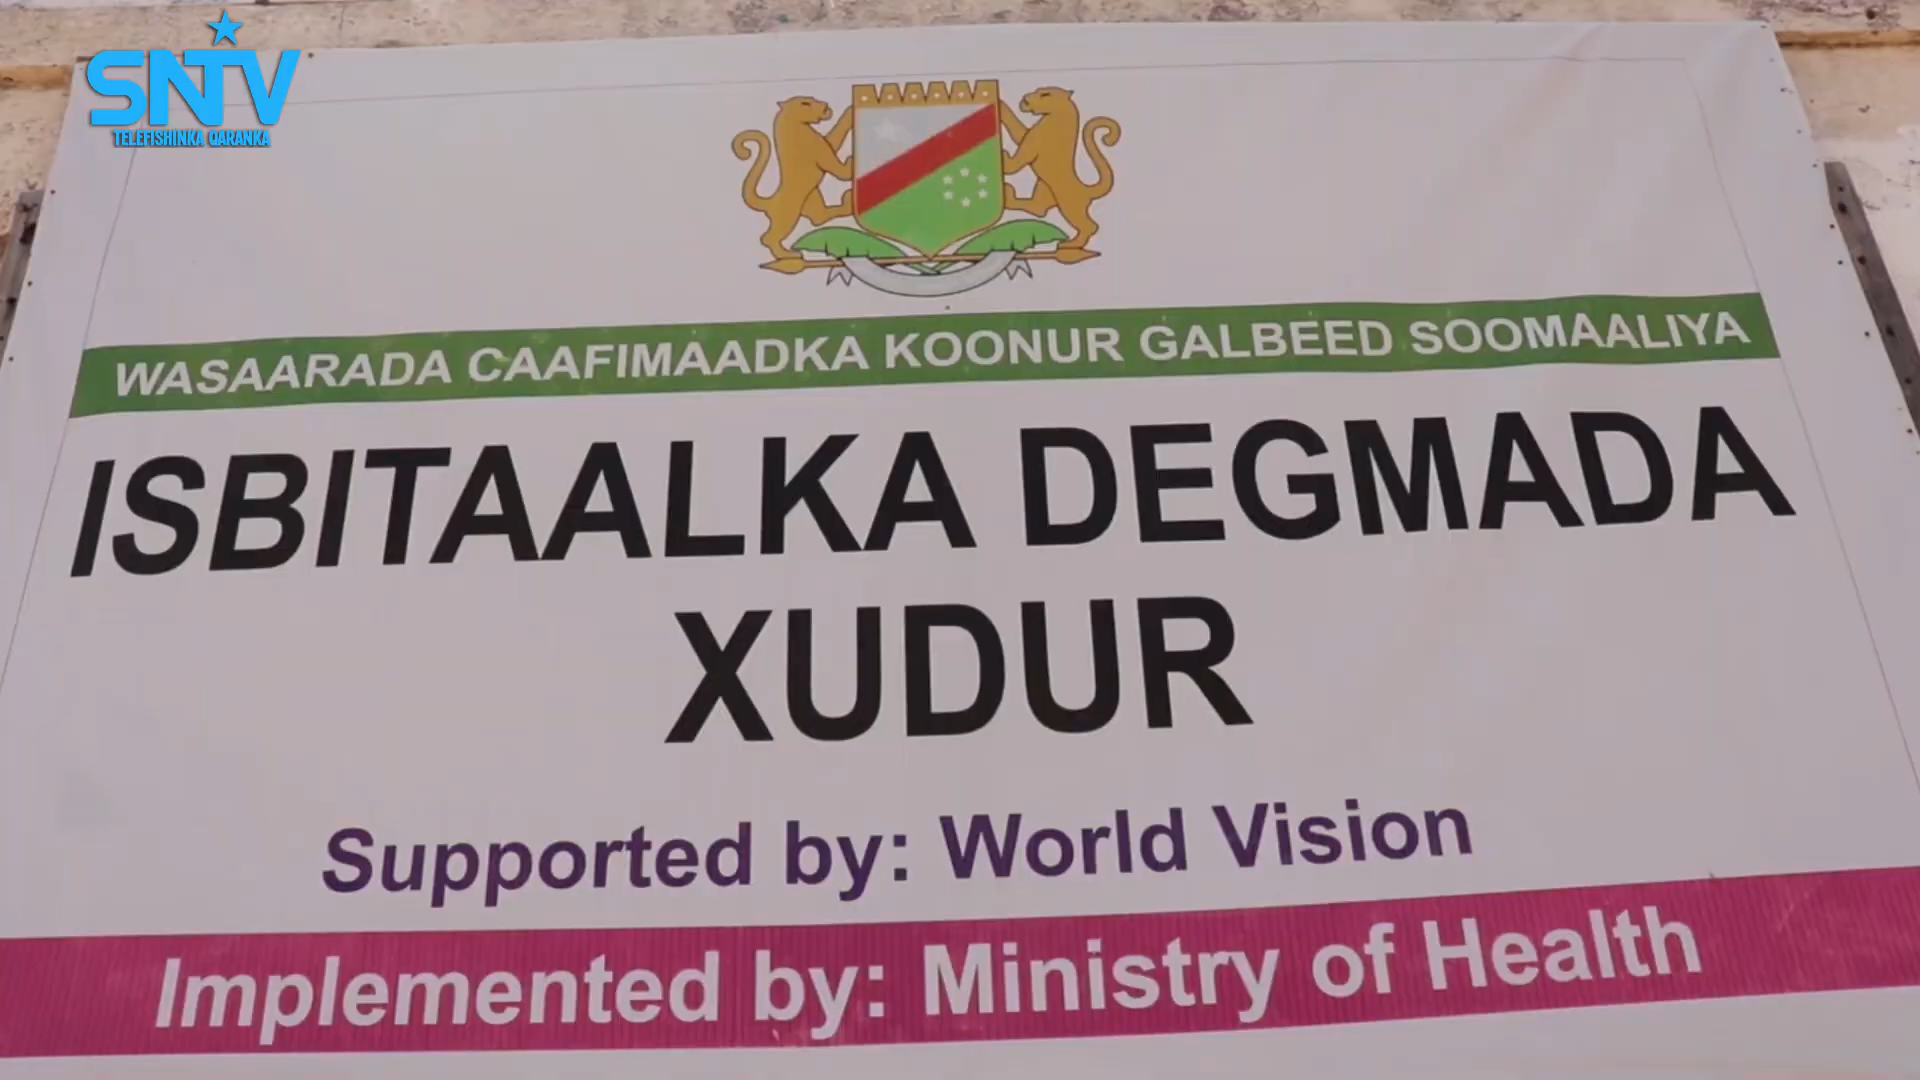 SNTV
TELEFISHINKA QARANKA
WASAARADA CAAFIMAADKA KOONUR GALBEED SOOMAALIYA
ISBITAALKA DEGMADA
XUDUR
Supported by: World Vision
Implemented by: Ministry of Health